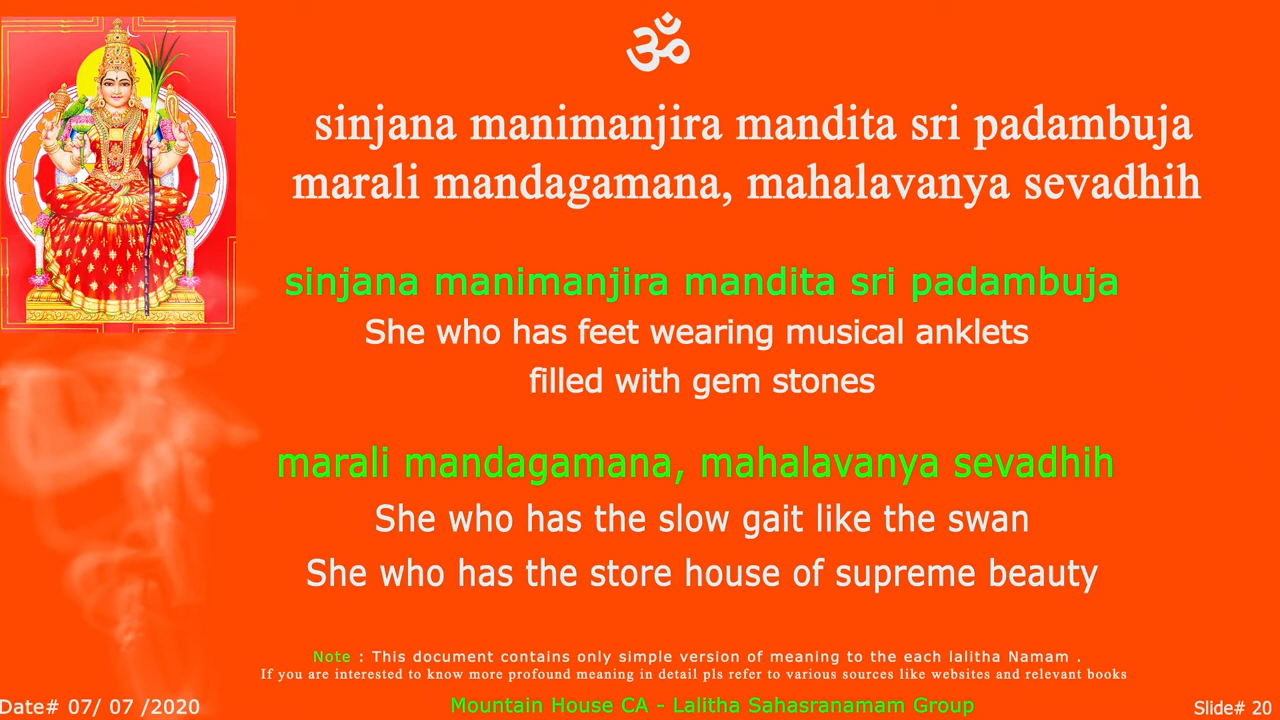 ॐ
sinjana manimanjira mandita sri padambuja
marali mandagamana, mahalavanya sevadhih
sinjana manimanjira mandita sri padambuja
She who has feet wearing musical anklets
filled with gem stones
marali mandagamana, mahalavanya sevadhih
She who has the slow gait like the swan
She who has the store house of supreme beauty
Note : This document contains only simple version of meaning to the each lalitha Namam .
If you are interested to know more profound meaning in detail pls refer to various sources like websites and relevant books
Date# 07/ 07 /2020
Mountain House CA - Lalitha Sahasranamam Group
Slide# 20